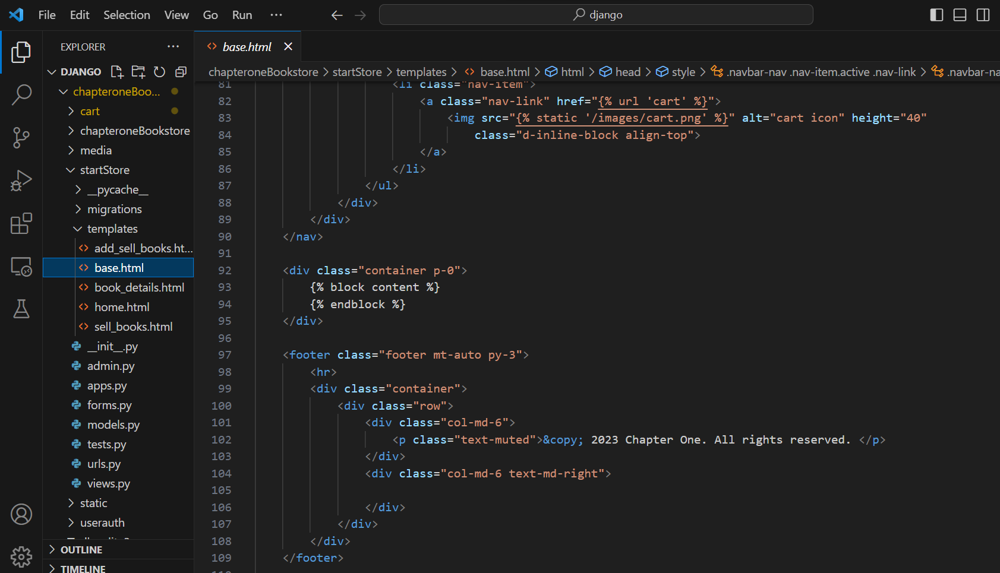 File Edit Selection View Go Run ···
django
EXPLORER ···
DJANGO
chapteroneBoo...
cart
chapteroneBookstore
media
startStore
__pycache__
migrations
templates
add_sell_books.ht...
base.html
book_details.html
home.html
sell_books.html
__init__.py
admin.py
apps.py
forms.py
models.py
tests.py
urls.py
views.py
static
userauth
OUTLINE
TIMELINE
base.html
chapteroneBookstore > startStore > templates > base.html > html > head > style > .navbar-nav .nav-item.active .nav-link > .navbar-na
81 <li class="nav-item">
82 <a class="nav-link" href="{% url 'cart' %}">
83 <img src="{% static '/images/cart.png' %}" alt="cart icon" height="40"
84 class="d-inline-block align-top">
85 </a>
86 </li>
87 </ul>
88 </div>
89 </div>
90 </nav>
91
92 <div class="container p-0">
93 {% block content %}
94 {% endblock %}
95 </div>
96
97 <footer class="footer mt-auto py-3">
98 <hr>
99 <div class="container">
100 <div class="row">
101 <div class="col-md-6">
102 <p class="text-muted">&copy; 2023 Chapter One. All rights reserved. </p>
103 </div>
104 <div class="col-md-6 text-md-right">
105
106 </div>
107 </div>
108 </div>
109 </footer>